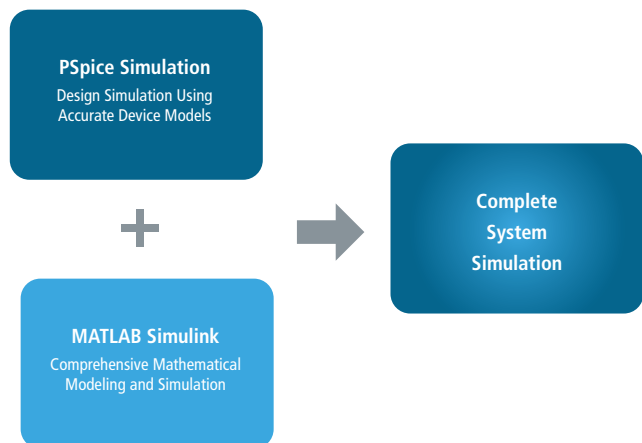 PSpice Simulation
Design Simulation Using
Accurate Device Models
MATLAB Simulink
Comprehensive Mathematical
Modeling and Simulation
Complete
System
Simulation